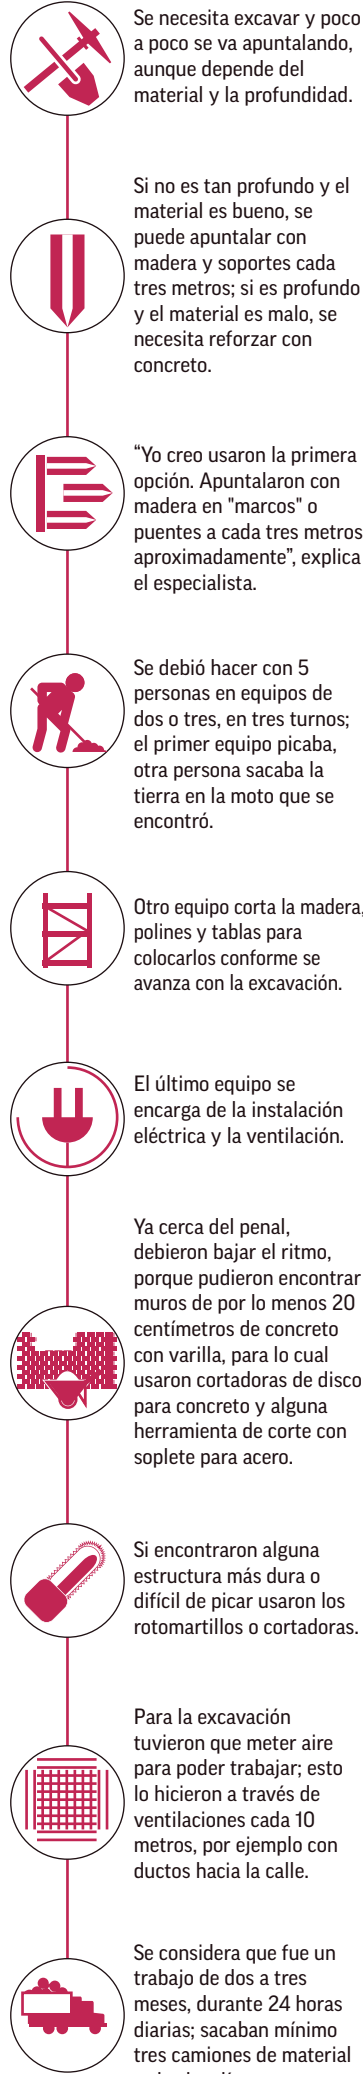 Se necesita excavar y poco
a poco se va apuntalando,
aunque depende del
material y la profundidad.
Si no es tan profundo y el
material es bueno, se
puede apuntalar con
madera y soportes cada
tres metros; si es profundo
y el material es malo, se
necesita reforzar con
concreto.
“Yo creo usaron la primera
opción. Apuntalaron con
madera en "marcos" o
puentes a cada tres metros
aproximadamente”, explica
el especialista.
Se debió hacer con 5
personas en equipos de
dos o tres, en tres turnos;
el primer equipo picaba,
otra persona sacaba la
tierra en la moto que se
encontró.
Otro equipo corta la madera,
polines y tablas para
colocarlos conforme se
avanza con la excavación.
El último equipo se
encarga de la instalación
eléctrica y la ventilación.
Ya cerca del penal,
debieron bajar el ritmo,
porque pudieron encontrar
muros de por lo menos 20
centímetros de concreto
con varilla, para lo cual
usaron cortadoras de disco
para concreto y alguna
herramienta de corte con
soplete para acero.
Si encontraron alguna
estructura más dura o
difícil de picar usaron los
rotomartillos o cortadoras.
Para la excavación
tuvieron que meter aire
para poder trabajar; esto
lo hicieron a través de
ventilaciones cada 10
metros, por ejemplo con
ductos hacia la calle.
Se considera que fue un
trabajo de dos a tres
meses, durante 24 horas
diarias; sacaban mínimo
tres camiones de material